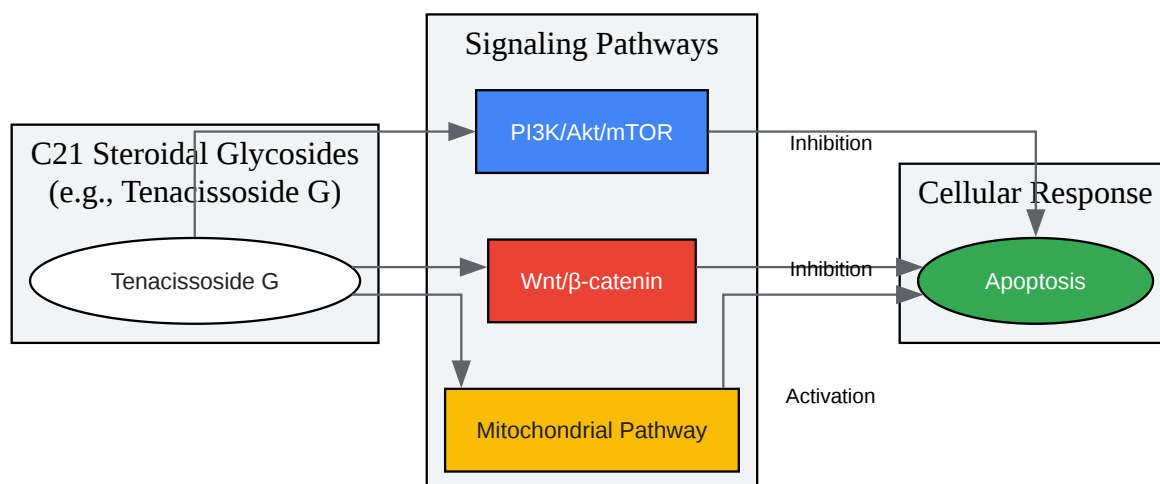 Signaling Pathways
PI3K/Akt/mTOR
Inhibition
C21 Steroidal Glycosides
(e.g., Tenacissoside G)
Cellular Response
Tenacissoside G
Wnt/β-catenin
Inhibition
Apoptosis
Activation
Mitochondrial Pathway